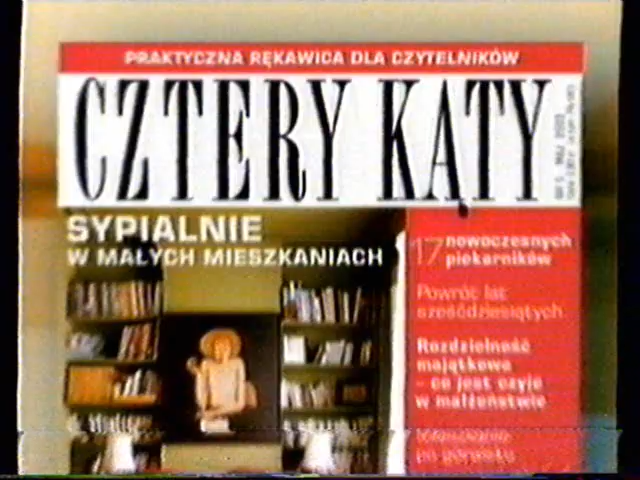 PRAKTYCZNA RĘKAWICA DLA CZYTELNIKÓW
CZTERY KATY
SYPIALNIE
W MAŁYCH MIESZKANIACH
17 nowoczesnych
piekarników
Powrót lat
sześćdziesiątych
Rozdzielność
majątkowa
- co jest czyje
w małżeństwie